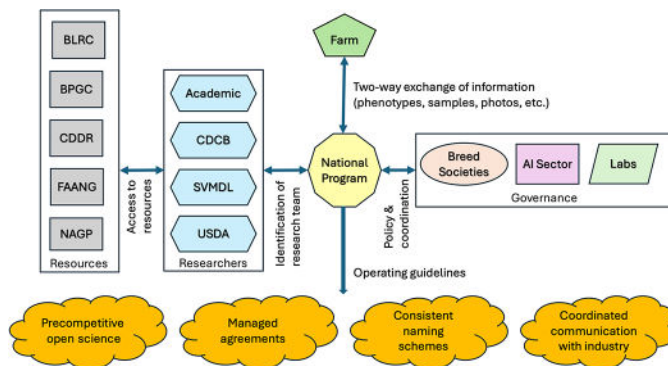 BLRC
BPGC
CDDR
FAANG
NAGP
Resources
Access to
resources
Academic
CDCB
SVMDL
USDA
Researchers
Identification of
research team
Farm
Two-way exchange of information
(phenotypes, samples, photos, etc.)
National
Program
Policy &
coordination
Breed
Societies
AI Sector
Labs
Governance
Operating guidelines
Precompetitive
open science
Managed
agreements
Consistent
naming
schemes
Coordinated
communication
with industry